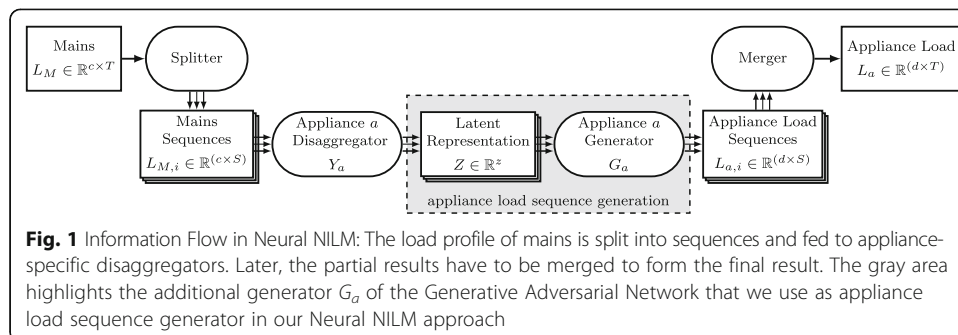 Mains
L_M ∈ ℝ^{c×T}
Splitter
Merger
Appliance Load
L_a ∈ ℝ^{(d×T)}
Mains
Sequences
L_{M,i} ∈ ℝ^{(c×S)}
Appliance a
Disaggregator
Y_a
Latent
Representation
Z ∈ ℝ^z
Appliance a
Generator
G_a
Appliance Load
Sequences
L_{a,i} ∈ ℝ^{(d×S)}
appliance load sequence generation
Fig. 1 Information Flow in Neural NILM: The load profile of mains is split into sequences and fed to appliance-
specific disaggregators. Later, the partial results have to be merged to form the final result. The gray area
highlights the additional generator G_a of the Generative Adversarial Network that we use as appliance
load sequence generator in our Neural NILM approach